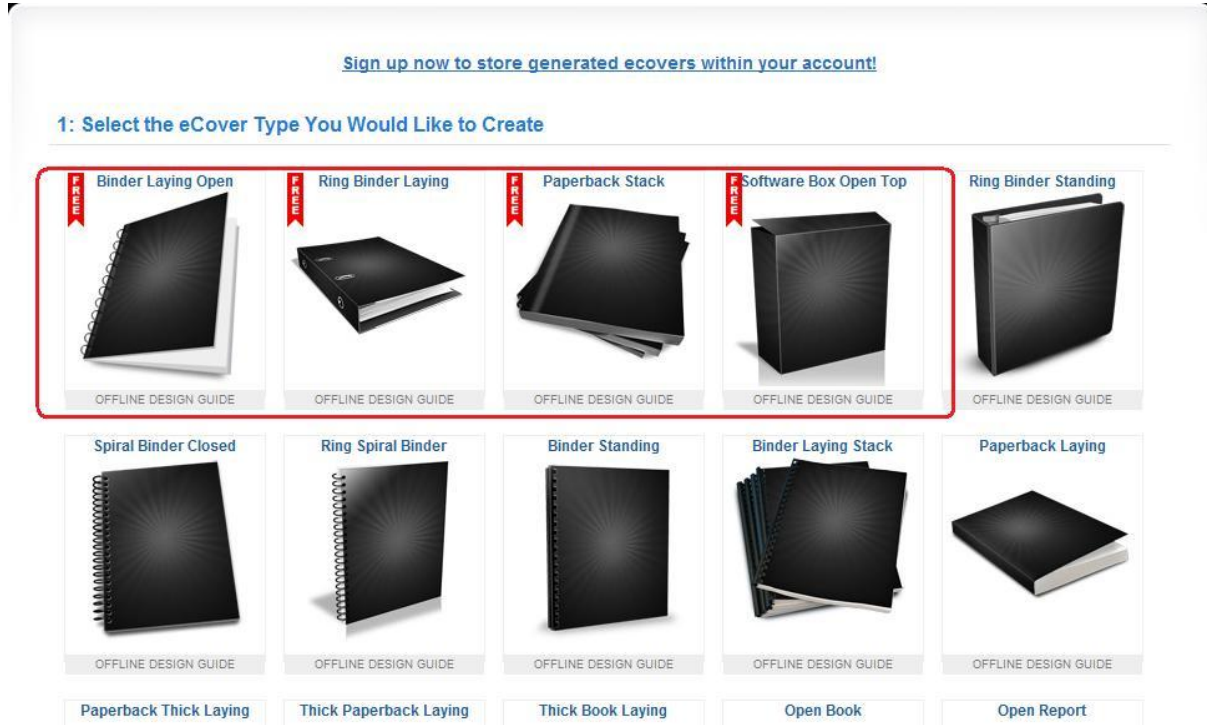 Sign up now to store generated ecovers within your account!
1: Select the eCover Type You Would Like to Create
FREE Binder Laying Open
FREE Ring Binder Laying
FREE Paperback Stack
FREE Software Box Open Top
Ring Binder Standing
OFFLINE DESIGN GUIDE
OFFLINE DESIGN GUIDE
OFFLINE DESIGN GUIDE
OFFLINE DESIGN GUIDE
OFFLINE DESIGN GUIDE
Spiral Binder Closed
Ring Spiral Binder
Binder Standing
Binder Laying Stack
Paperback Laying
OFFLINE DESIGN GUIDE
OFFLINE DESIGN GUIDE
OFFLINE DESIGN GUIDE
OFFLINE DESIGN GUIDE
OFFLINE DESIGN GUIDE
Paperback Thick Laying
Thick Paperback Laying
Thick Book Laying
Open Book
Open Report